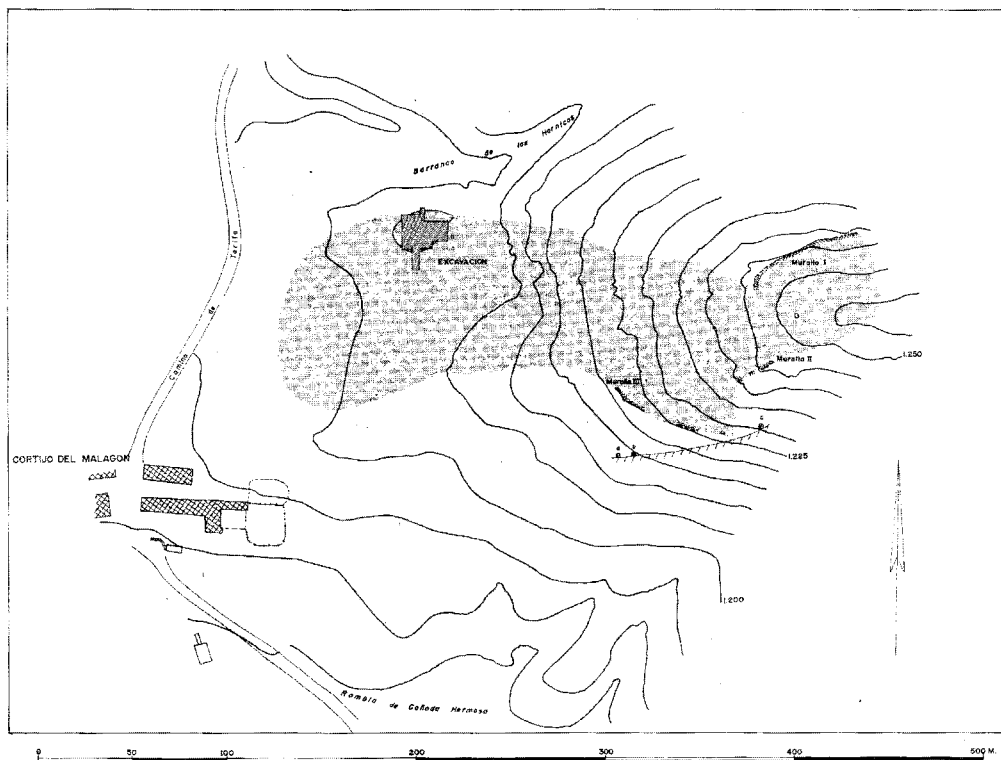 Barranco de los Hornicos
Camino de Tarifa
EXCAVACION
Muralla I
Muralla II
1.250
Muralla III
1.225
CORTIJO DEL MALAGON
1.200
Rambla de Cañada Hermosa
0 50 100 200 300 400 500 M.